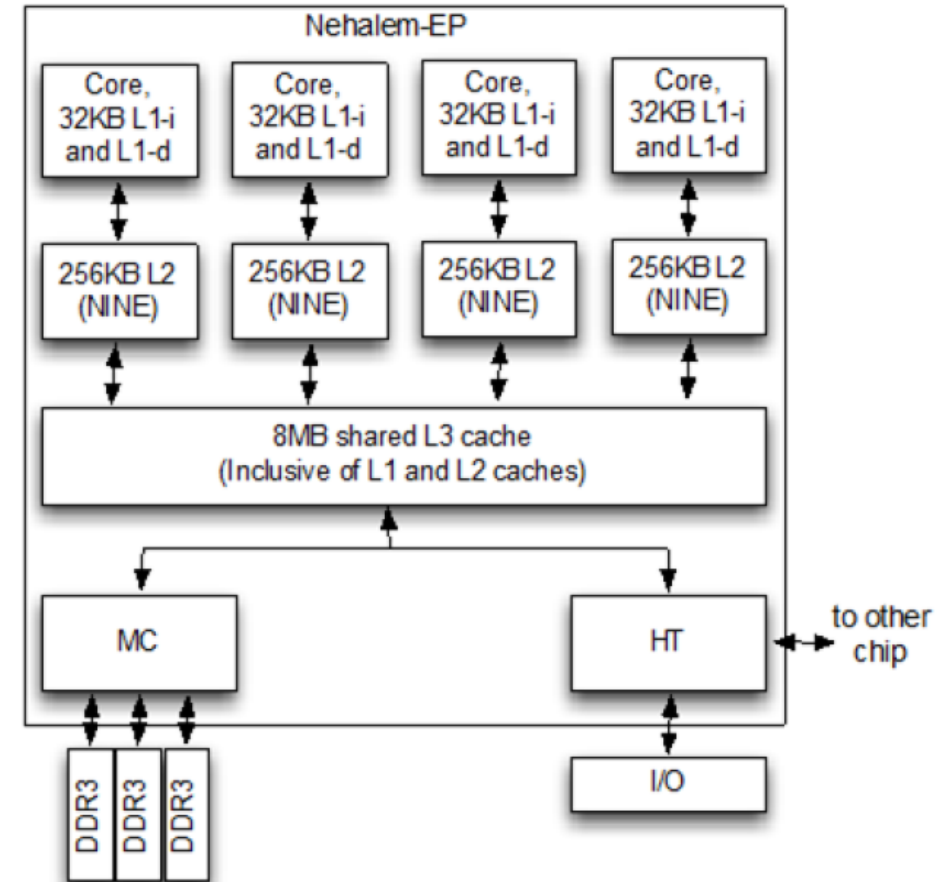 Nehalem-EP
Core,
32KB L1-i
and L1-d
Core,
32KB L1-i
and L1-d
Core,
32KB L1-i
and L1-d
Core,
32KB L1-i
and L1-d
256KB L2
(NINE)
256KB L2
(NINE)
256KB L2
(NINE)
256KB L2
(NINE)
8MB shared L3 cache
(Inclusive of L1 and L2 caches)
MC
HT
to other
chip
DDR3
DDR3
DDR3
I/O